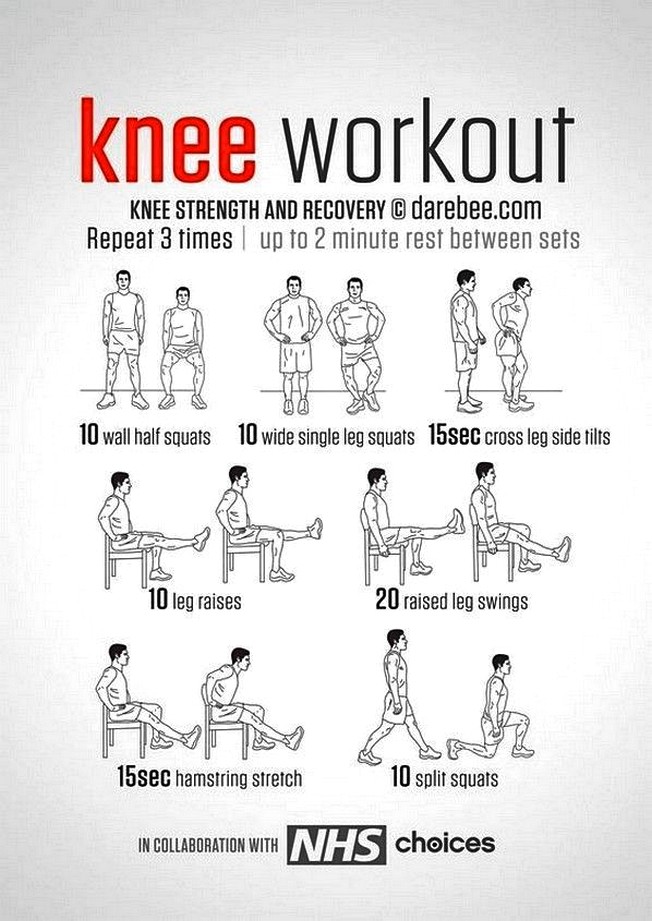 knee workout
KNEE STRENGTH AND RECOVERY © darebee.com
Repeat 3 times | up to 2 minute rest between sets
10 wall half squats
10 wide single leg squats
15sec cross leg side tilts
10 leg raises
20 raised leg swings
15sec hamstring stretch
10 split squats
IN COLLABORATION WITH NHS choices